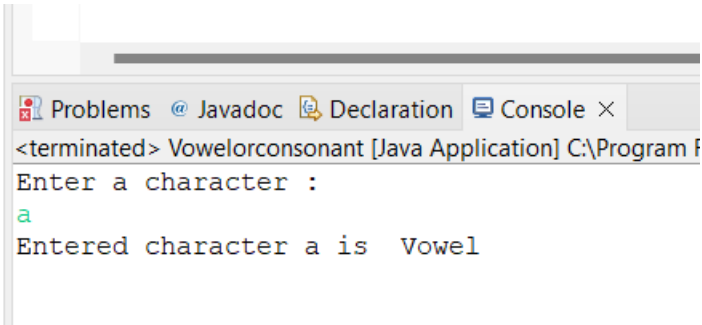 Problems @ Javadoc Declaration Console
<terminated> Vowelorconsonant [Java Application] C:\Program
Enter a character :
a
Entered character a is  Vowel